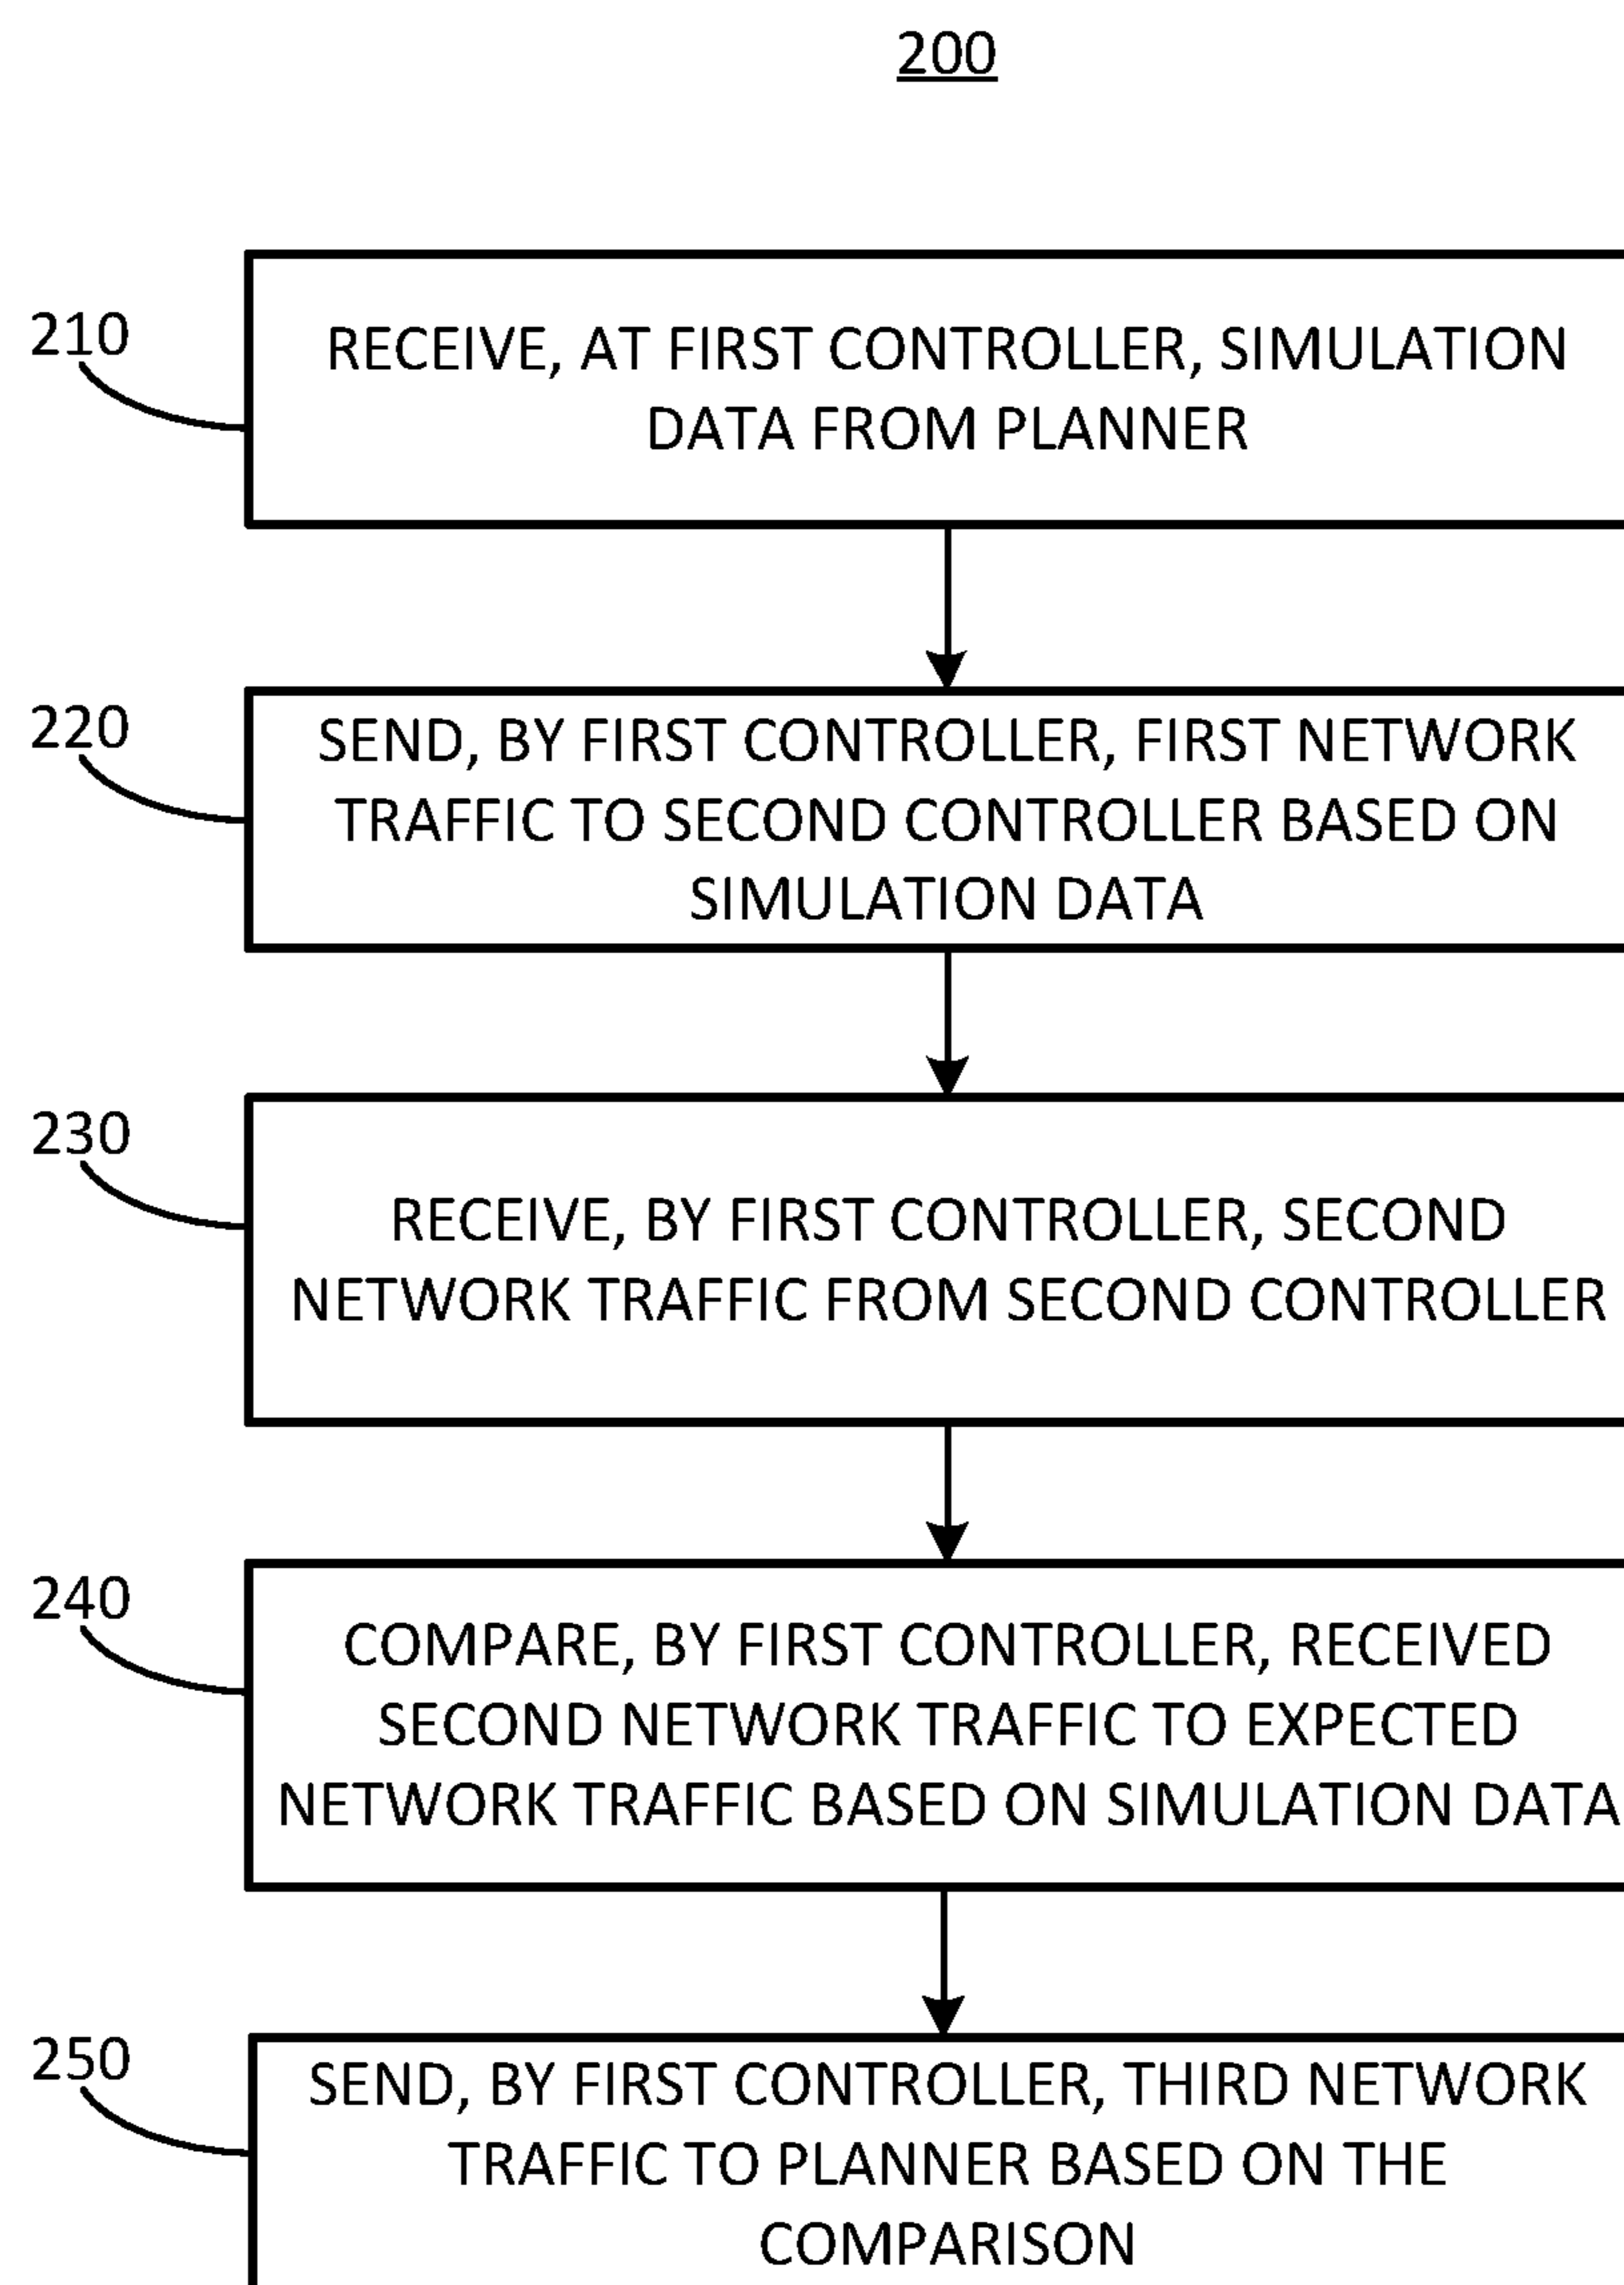 200
210
RECEIVE, AT FIRST CONTROLLER, SIMULATION
DATA FROM PLANNER
220
SEND, BY FIRST CONTROLLER, FIRST NETWORK
TRAFFIC TO SECOND CONTROLLER BASED ON
SIMULATION DATA
230
RECEIVE, BY FIRST CONTROLLER, SECOND
NETWORK TRAFFIC FROM SECOND CONTROLLER
240
COMPARE, BY FIRST CONTROLLER, RECEIVED
SECOND NETWORK TRAFFIC TO EXPECTED
NETWORK TRAFFIC BASED ON SIMULATION DATA
250
SEND, BY FIRST CONTROLLER, THIRD NETWORK
TRAFFIC TO PLANNER BASED ON THE
COMPARISON